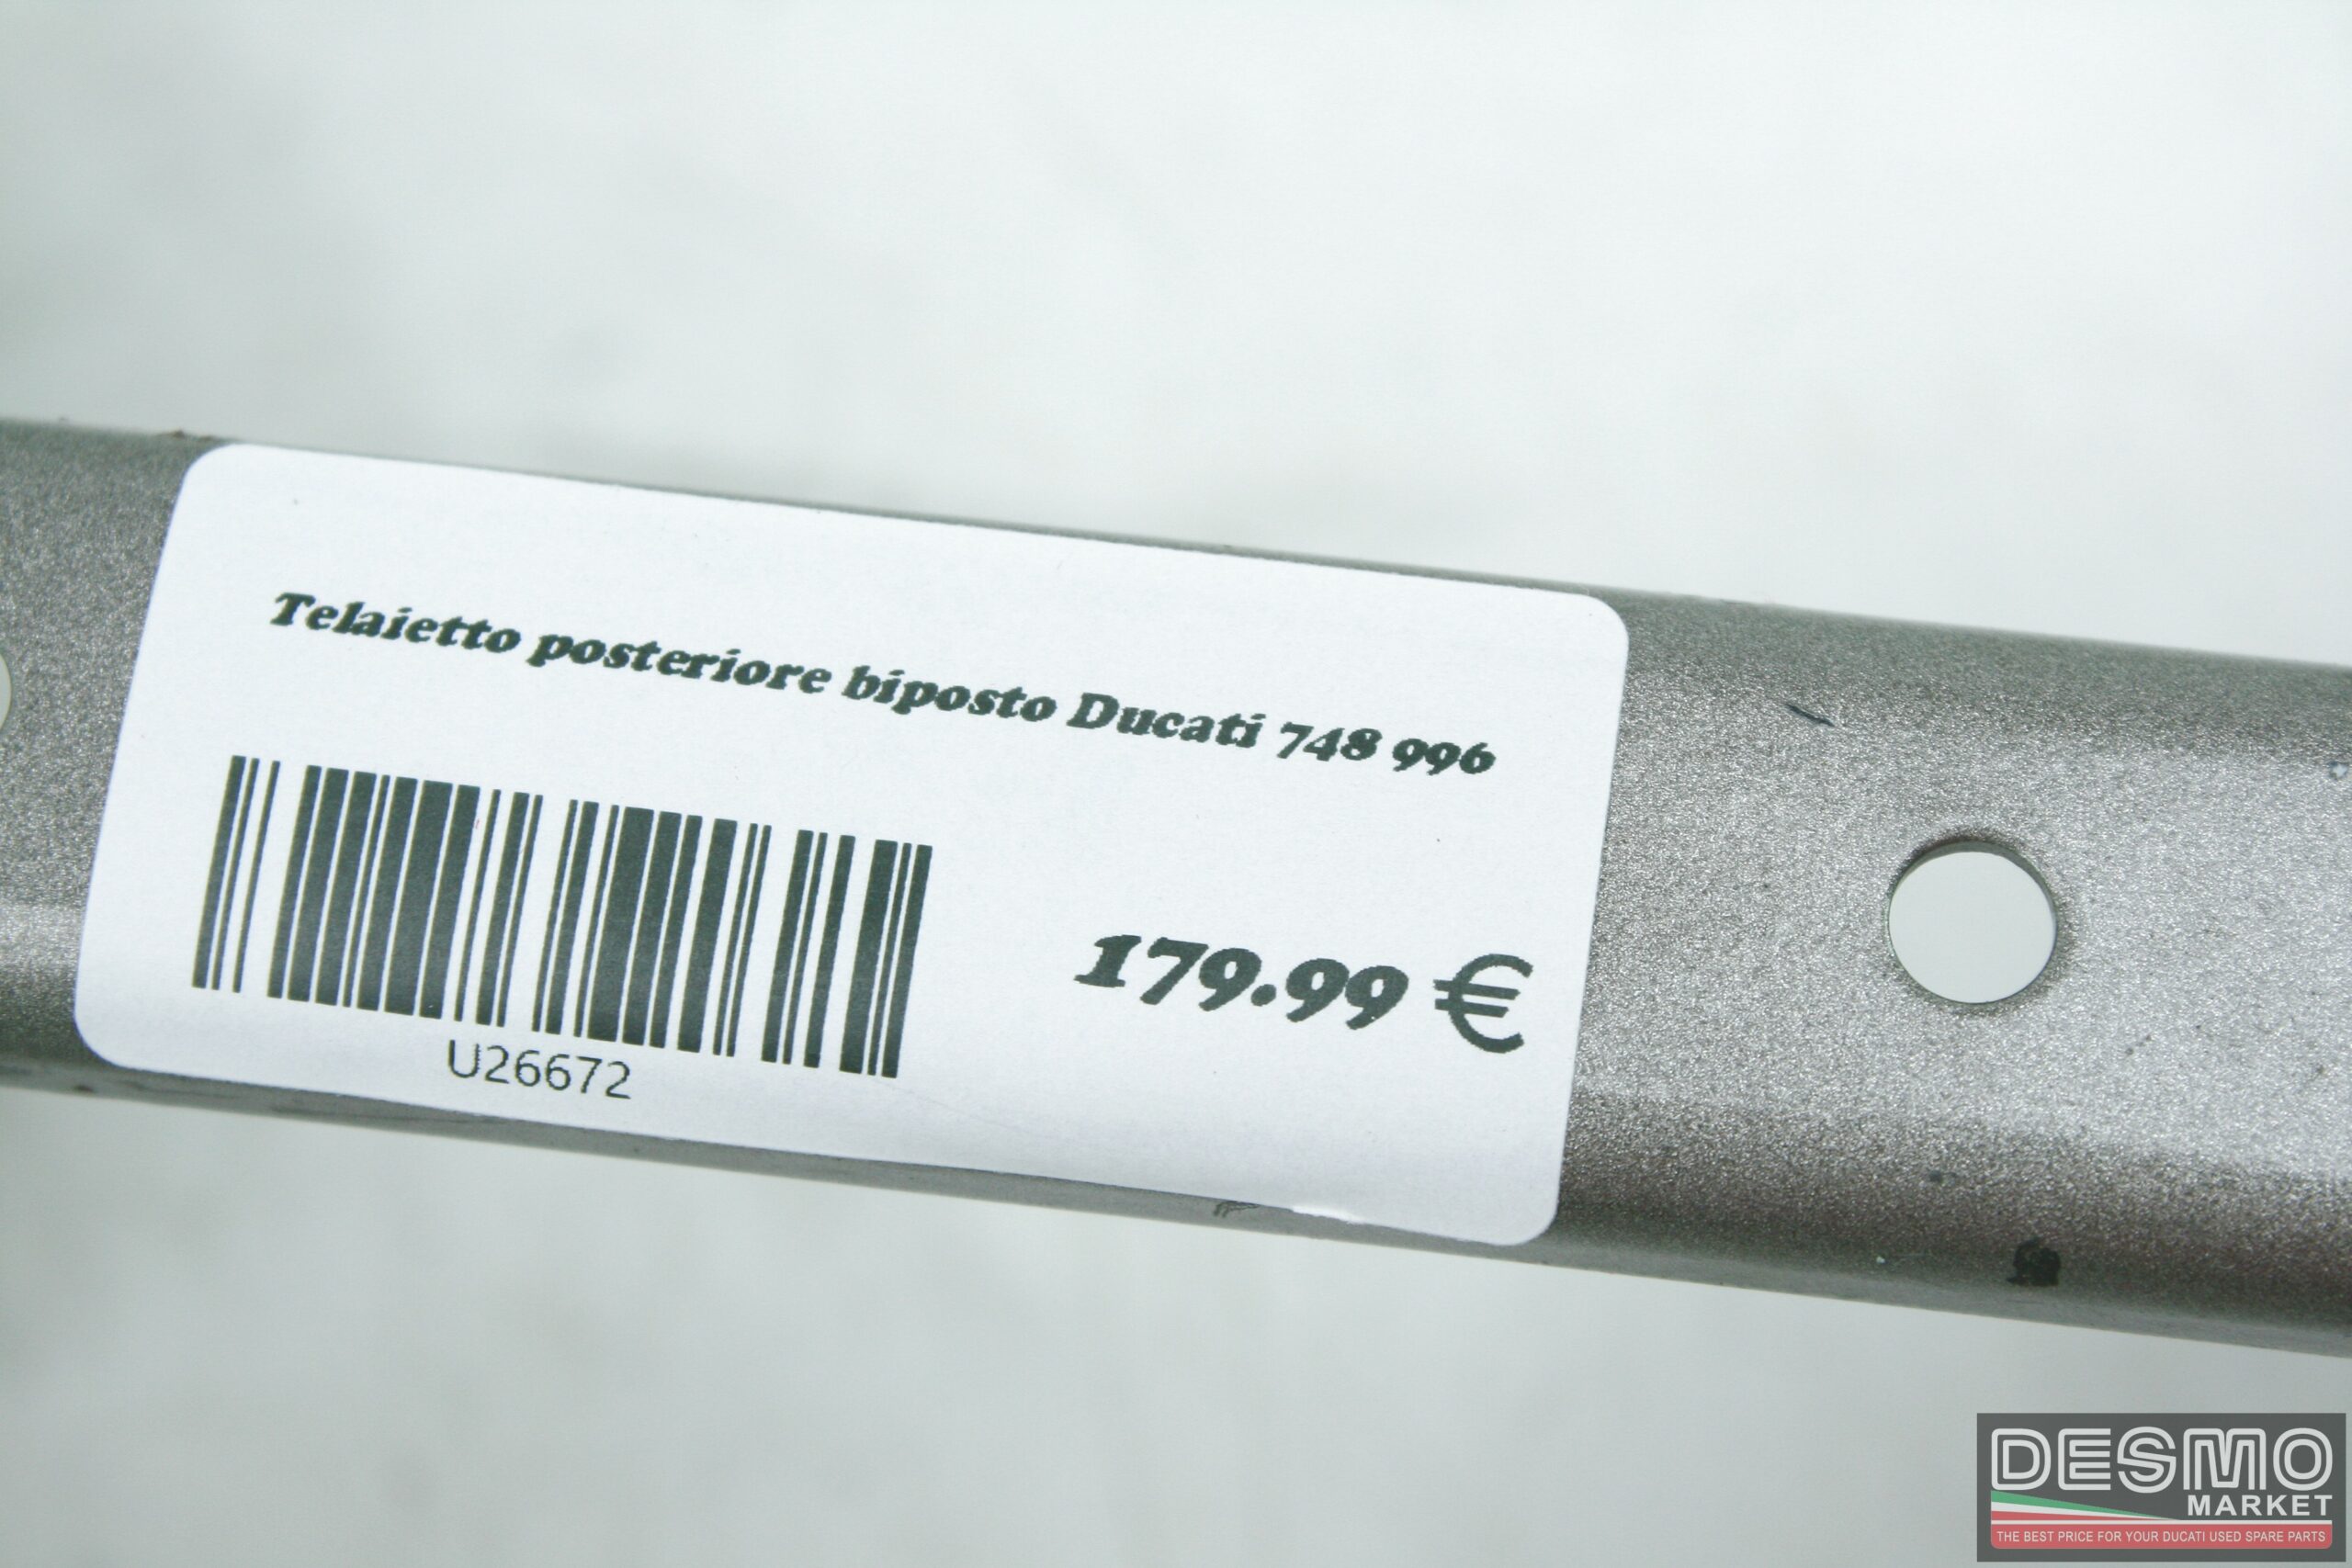 Telaietto posteriore biposto Ducati 748 996
179.99 €
U26672
DESMO
MARKET
THE BEST PRICE FOR YOUR DUCATI USED SPARE PARTS